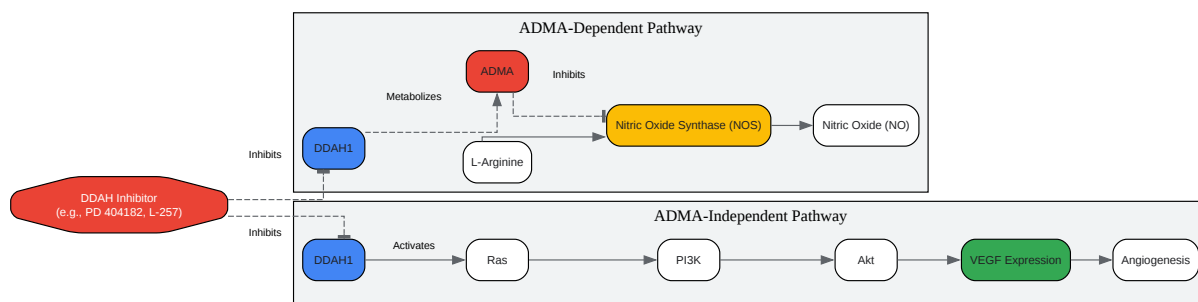 ADMA-Dependent Pathway
ADMA
Inhibits
Metabolizes
Nitric Oxide Synthase (NOS)
Nitric Oxide (NO)
DDAH1
L-Arginine
Inhibits
DDAH Inhibitor
(e.g., PD 404182, L-257)
Inhibits
ADMA-Independent Pathway
DDAH1
Activates
Ras
PI3K
Akt
VEGF Expression
Angiogenesis